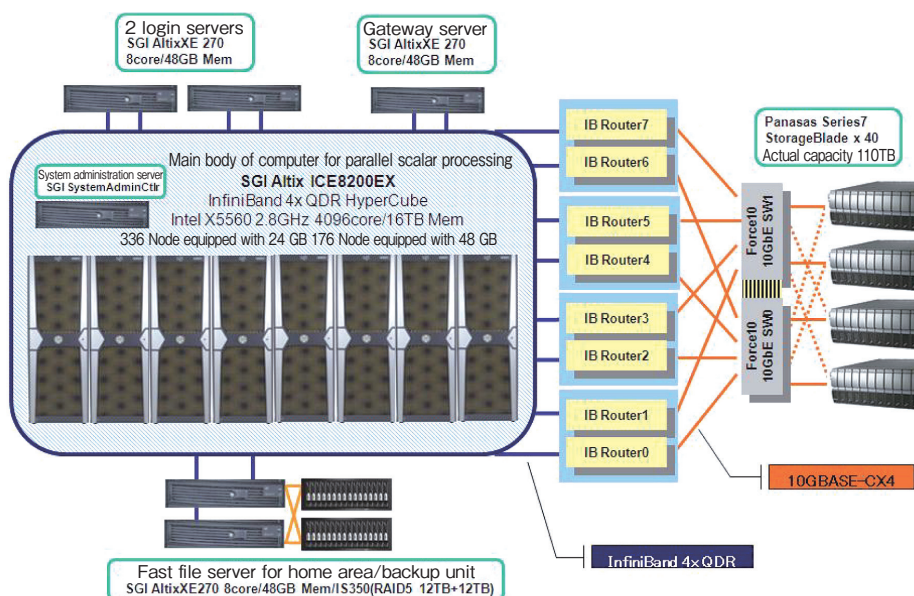 2 login servers
SGI AltixXE 270
8core/48GB Mem
Gateway server
SGI AltixXE 270
8core/48GB Mem
System administration server
SGI SystemAdminCtlr
Main body of computer for parallel scalar processing
SGI Altix ICE8200EX
InfiniBand 4x QDR HyperCube
Intel X5560 2.8GHz 4096core/16TB Mem
336 Node equipped with 24 GB 176 Node equipped with 48 GB
IB Router7
IB Router6
IB Router5
IB Router4
IB Router3
IB Router2
IB Router1
IB Router0
Force10
10GbE SW1
Force10
10GbE SW0
Panasas Series7
StorageBlade x 40
Actual capacity 110TB
10GBASE-CX4
InfiniBand 4xQDR
Fast file server for home area/backup unit
SGI AltixXE270 8core/48GB Mem/IS350(RAID5 12TB+12TB)